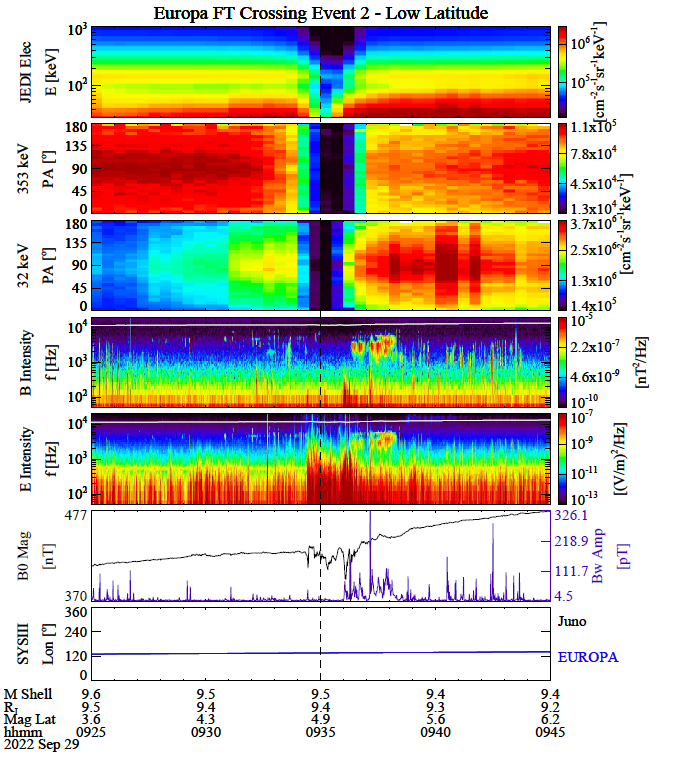 Europa FT Crossing Event 2 - Low Latitude
JEDI Elec
E [keV]
10³
10²
10⁶
10⁵
[cm⁻²s⁻¹sr⁻¹keV⁻¹]
353 keV
PA [º]
180
135
90
45
0
1.1x10⁵
7.8x10⁴
4.5x10⁴
1.3x10⁴
32 keV
PA [º]
180
135
90
45
0
3.7x10⁶
2.5x10⁶
1.3x10⁶
1.4x10⁵
[cm⁻²s⁻¹sr⁻¹keV⁻¹]
B Intensity
f [Hz]
10⁴
10³
10²
10⁻⁵
2.2x10⁻⁷
4.6x10⁻⁹
10⁻¹⁰
[nT²/Hz]
E Intensity
f [Hz]
10⁴
10³
10²
10⁻⁷
10⁻⁹
10⁻¹¹
10⁻¹³
[(V/m)²/Hz]
B0 Mag
[nT]
477
370
326.1
218.9
111.7
4.5
Bw Amp
[pT]
SYSIII
Lon [º]
360
240
120
0
Juno
EUROPA
M Shell 9.6 9.5 9.5 9.4 9.4
R_J 9.5 9.4 9.4 9.3 9.2
Mag Lat 3.6 4.3 4.9 5.6 6.2
hhmm 0925 0930 0935 0940 0945
2022 Sep 29